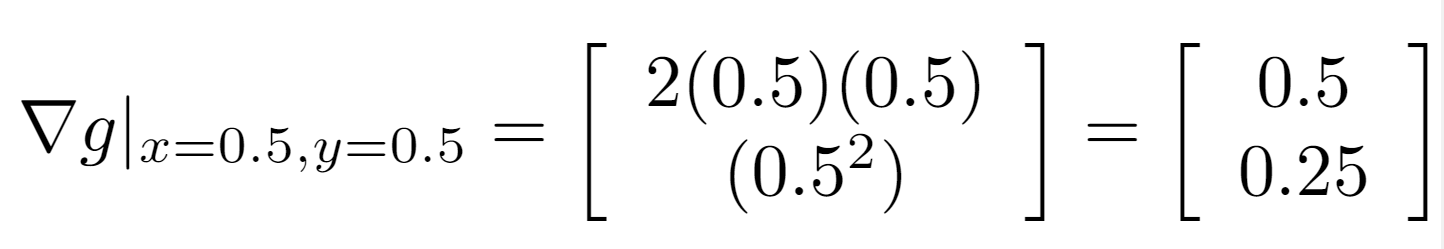 ∇g|x=0.5,y=0.5 = [ 2(0.5)(0.5) ] = [ 0.5 ]
(0.5²) 0.25